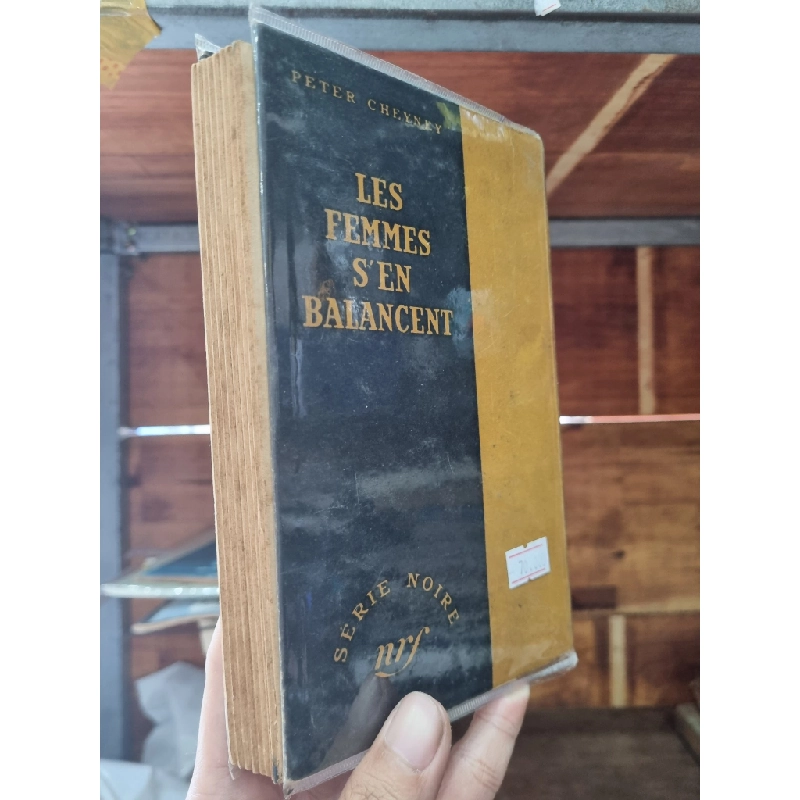 PETER CHEYNEY
LES
FEMMES
S'EN
BALANCENT
SÉRIE NOIRE
nrf